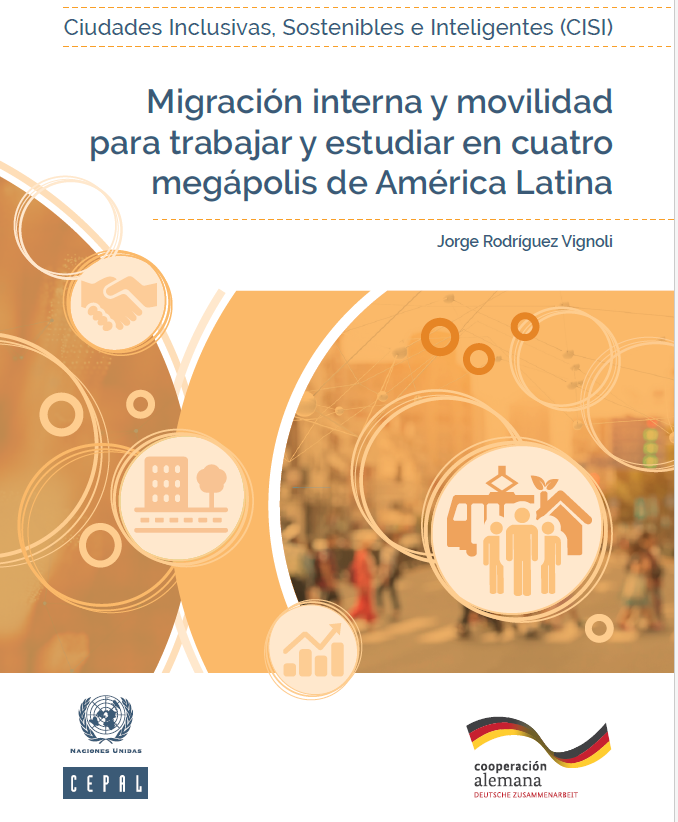 Ciudades Inclusivas, Sostenibles e Inteligentes (CISI)
Migración interna y movilidad
para trabajar y estudiar en cuatro
megápolis de América Latina
Jorge Rodríguez Vignoli
NACIONES UNIDAS
CEPAL
cooperación
alemana
DEUTSCHE ZUSAMMENARBEIT